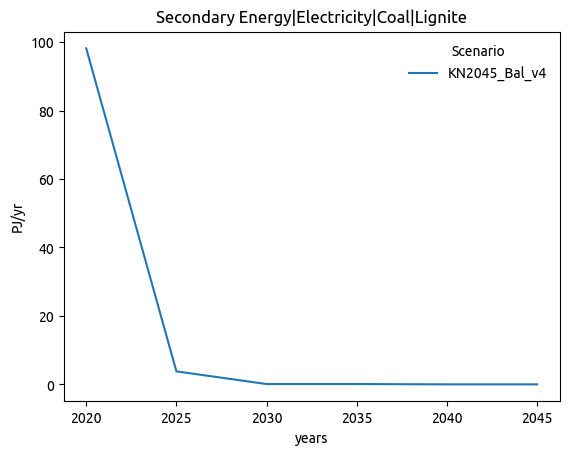 Secondary Energy|Electricity|Coal|Lignite
Scenario
KN2045_Bal_v4
PJ/yr
100
80
60
40
20
0
2020 2025 2030 2035 2040 2045
years